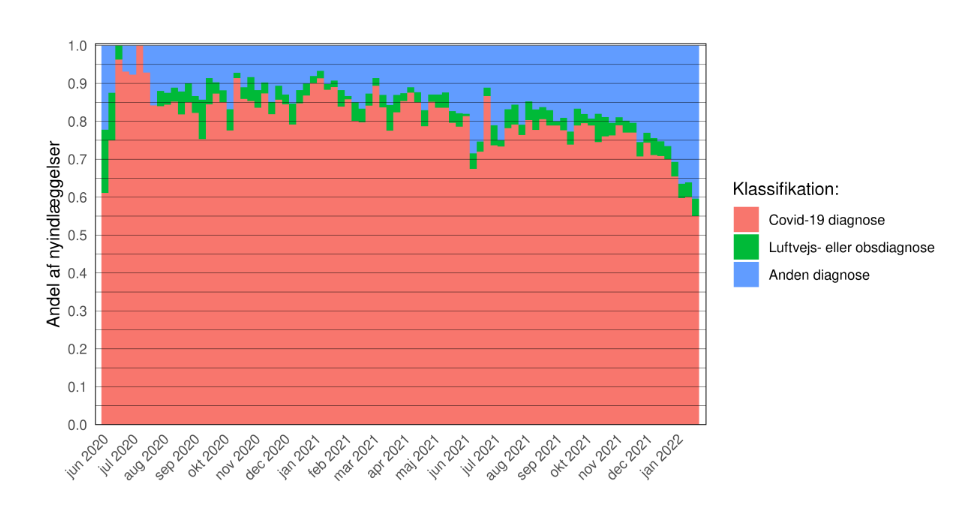 Andel af nyindlæggelser
1.0
0.9
0.8
0.7
0.6
0.5
0.4
0.3
0.2
0.1
0.0
jun 2020
jul 2020
aug 2020
sep 2020
okt 2020
nov 2020
dec 2020
jan 2021
feb 2021
mar 2021
apr 2021
maj 2021
jun 2021
jul 2021
aug 2021
sep 2021
okt 2021
nov 2021
dec 2021
jan 2022
Klassifikation:
Covid-19 diagnose
Luftvejs- eller obsdiagnose
Anden diagnose